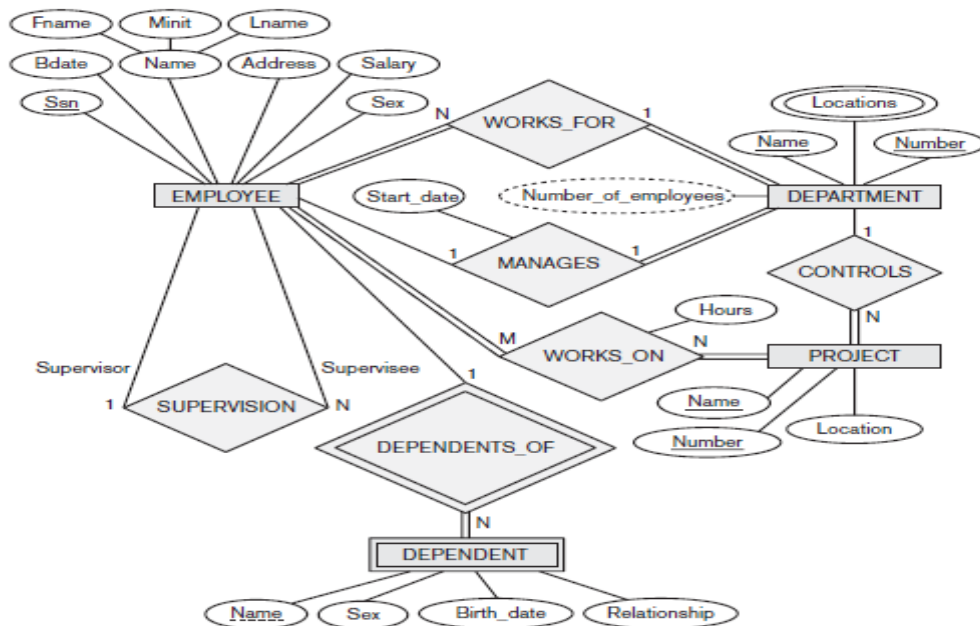 Fname Minit Lname
Bdate Name Address Salary
Ssn Sex
N WORKS_FOR 1
Locations
Name Number
EMPLOYEE Start_date Number_of_employees DEPARTMENT
1 MANAGES 1
1
CONTROLS
N
Hours
M WORKS_ON N PROJECT
Supervisor Supervisee
1 SUPERVISION N
1
Name
Number Location
DEPENDENTS_OF
N
DEPENDENT
Name Sex Birth_date Relationship